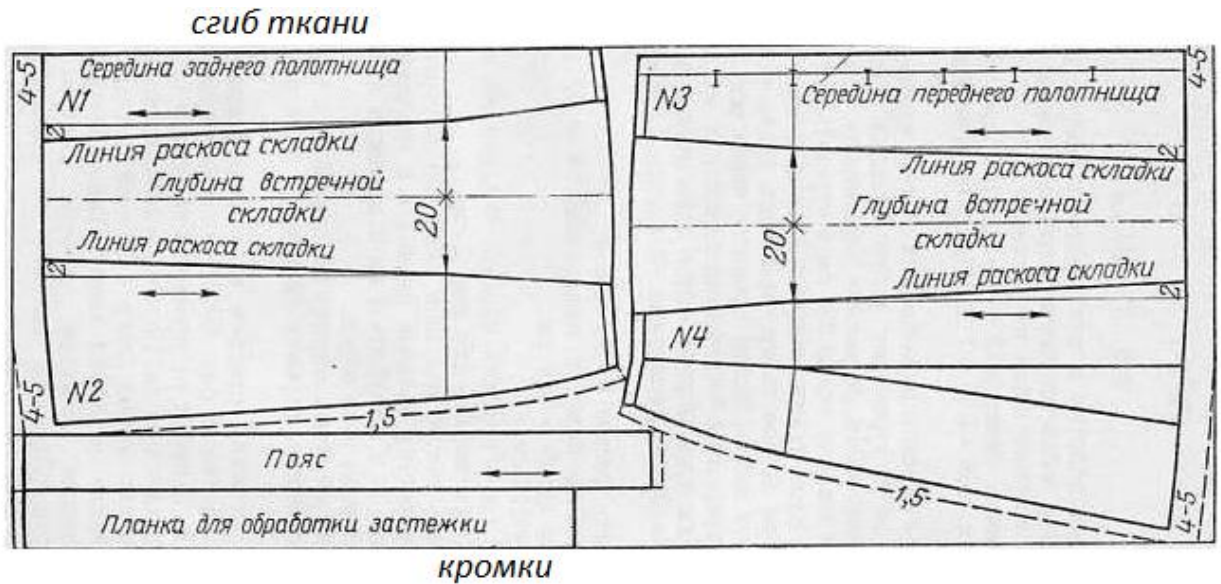 сгиб ткани
4-5
Середина заднего полотнища
N1
2
Линия раскоса складки
Глубина встречной
складки
20
Линия раскоса складки
2
N2
4-5
1,5
Пояс
Планка для обработки застежки
4-5
N3
Середина переднего полотнища
2
Линия раскоса складки
Глубина встречной
складки
20
Линия раскоса складки
2
N4
1,5
4-5
кромки